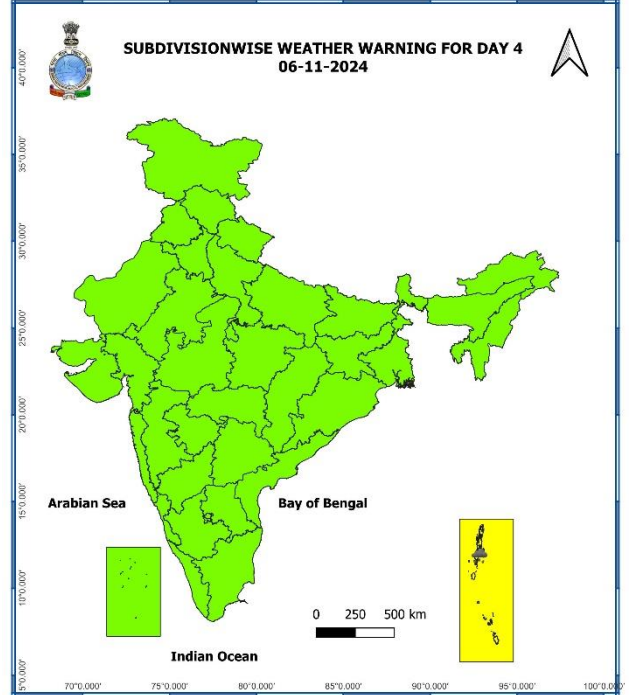 SUBDIVISIONWISE WEATHER WARNING FOR DAY 4
06-11-2024
40°0.000'
35°0.000'
30°0.000'
25°0.000'
20°0.000'
15°0.000'
10°0.000'
5°0.000'
Arabian Sea
Bay of Bengal
0 250 500 km
Indian Ocean
70°0.000' 75°0.000' 80°0.000' 85°0.000' 90°0.000' 95°0.000' 100°0.000'